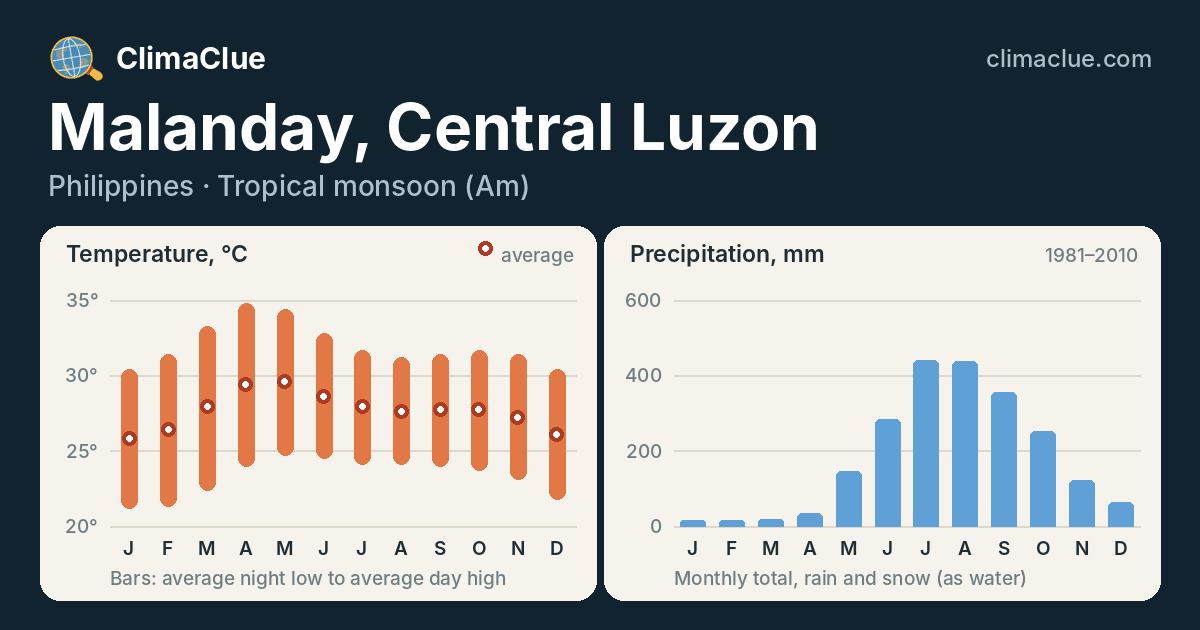 ClimaClue
climaclue.com
Malanday, Central Luzon
Philippines · Tropical monsoon (Am)
Temperature, °C
average
35°
30°
25°
20°
J F M A M J J A S O N D
Bars: average night low to average day high
Precipitation, mm
1981–2010
600
400
200
0
J F M A M J J A S O N D
Monthly total, rain and snow (as water)